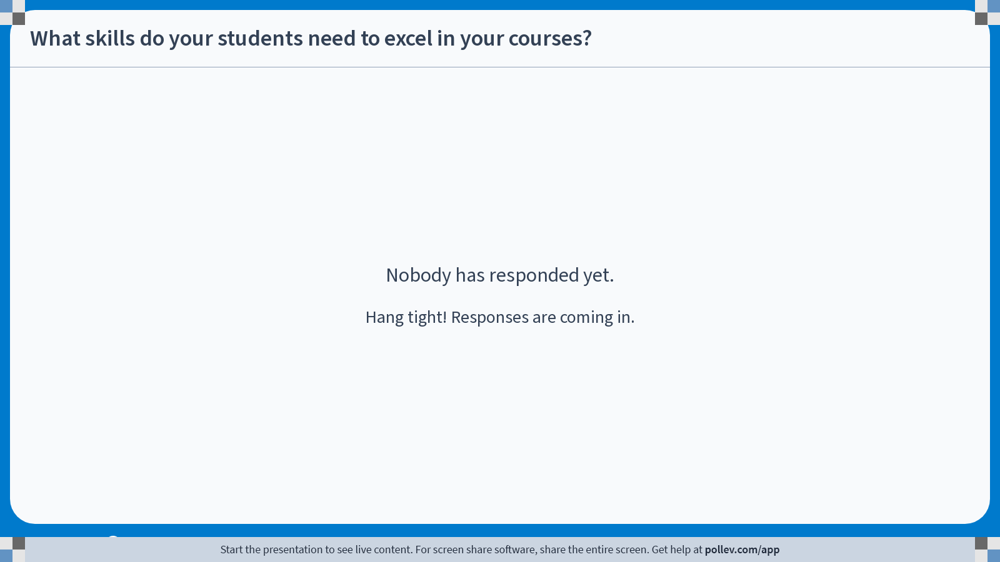 What skills do your students need to excel in your courses?
Nobody has responded yet.
Hang tight! Responses are coming in.
Start the presentation to see live content. For screen share software, share the entire screen. Get help at pollev.com/app